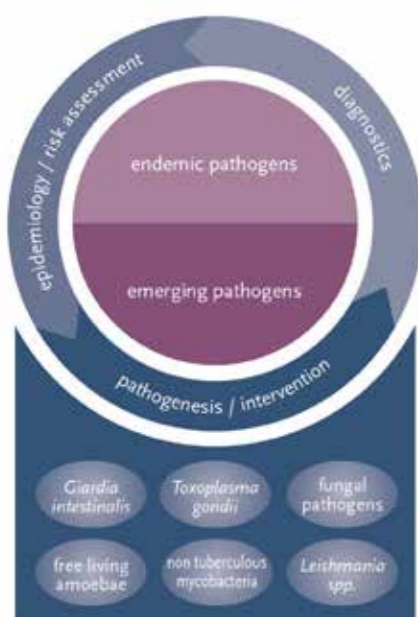 epidemiology / risk assessment
diagnostics
endemic pathogens
emerging pathogens
pathogenesis / intervention
Giardia
intestinalis
Toxoplasma
gondii
fungal
pathogens
free living
amoebae
non tuberculous
mycobacteria
Leishmania
spp.